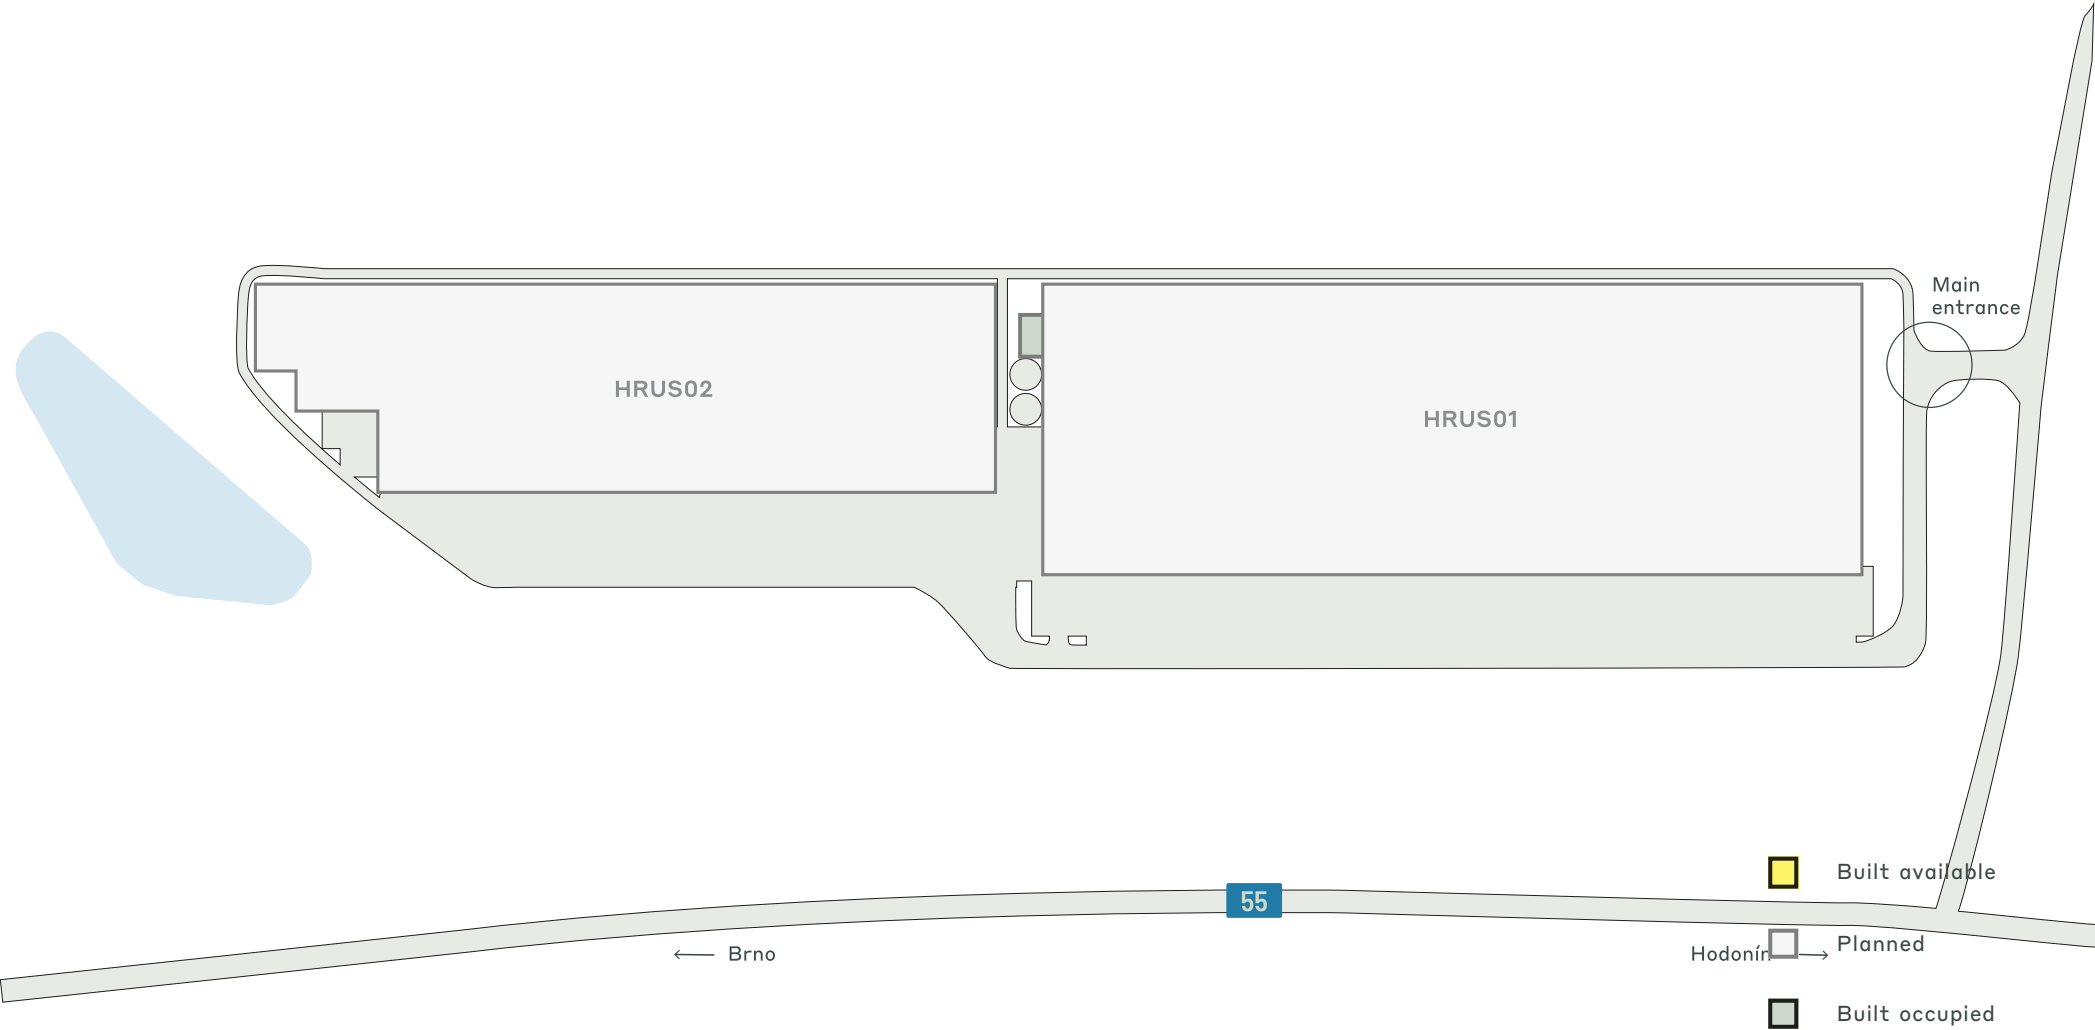 Main
entrance
HRUS02
HRUS01
Built available
55
Brno
Hodonín
Planned
Built occupied